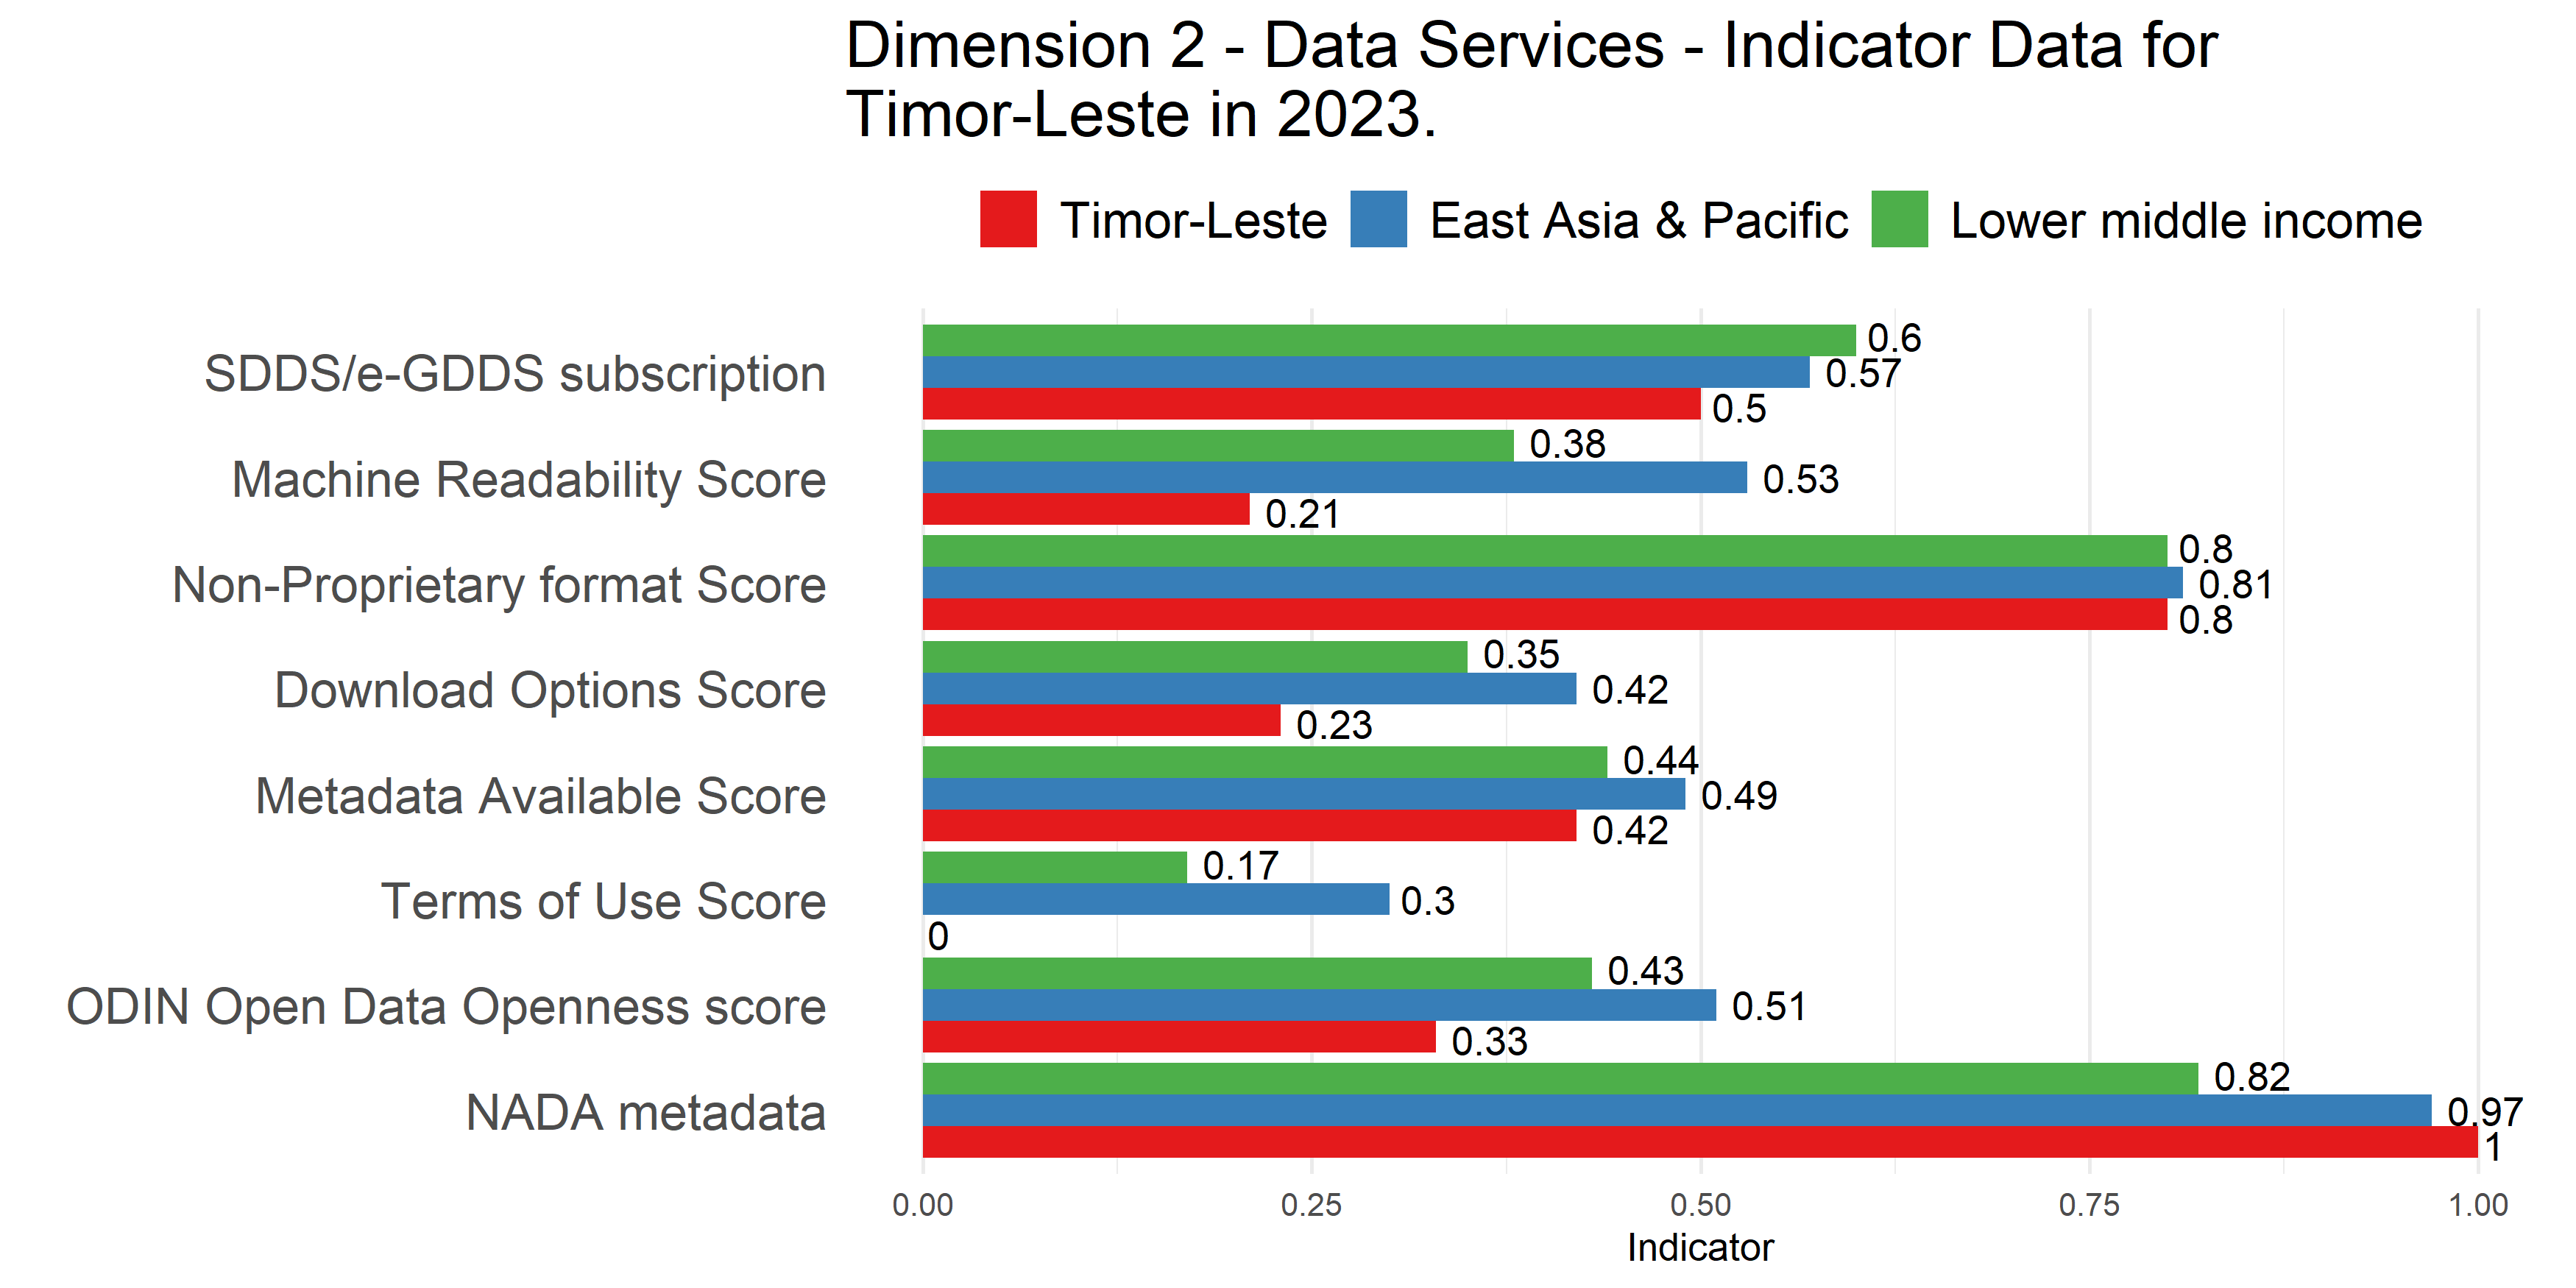 Dimension 2 - Data Services - Indicator Data for
Timor-Leste in 2023.
Timor-Leste East Asia & Pacific Lower middle income
SDDS/e-GDDS subscription
0.6
0.57
0.5
Machine Readability Score
0.38
0.53
0.21
Non-Proprietary format Score
0.8
0.81
0.8
Download Options Score
0.35
0.42
0.23
Metadata Available Score
0.44
0.49
0.42
Terms of Use Score
0.17
0.3
0
ODIN Open Data Openness score
0.43
0.51
0.33
NADA metadata
0.82
0.97
1
0.00 0.25 0.50 0.75 1.00
Indicator